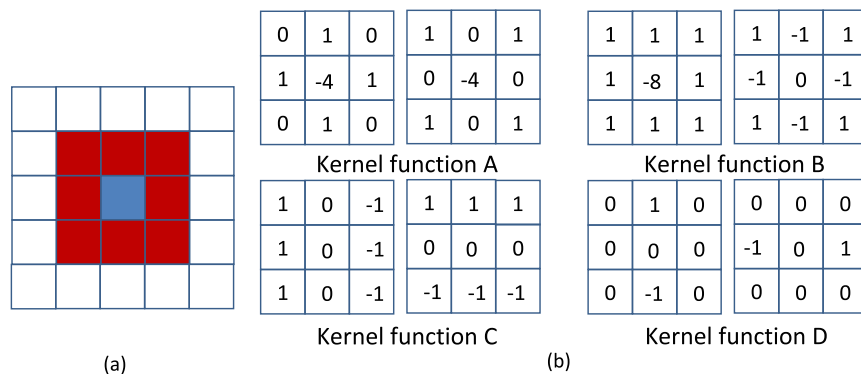 0 1 0 1 0 1 1 1 1 1 -1 1
1 -4 1 0 -4 0 1 -8 1 -1 0 -1
0 1 0 1 0 1 1 1 1 1 -1 1
Kernel function A Kernel function B
1 0 -1 1 1 1 0 1 0 0 0 0
1 0 -1 0 0 0 0 0 0 -1 0 1
1 0 -1 -1 -1 -1 0 -1 0 0 0 0
Kernel function C Kernel function D
(a) (b)